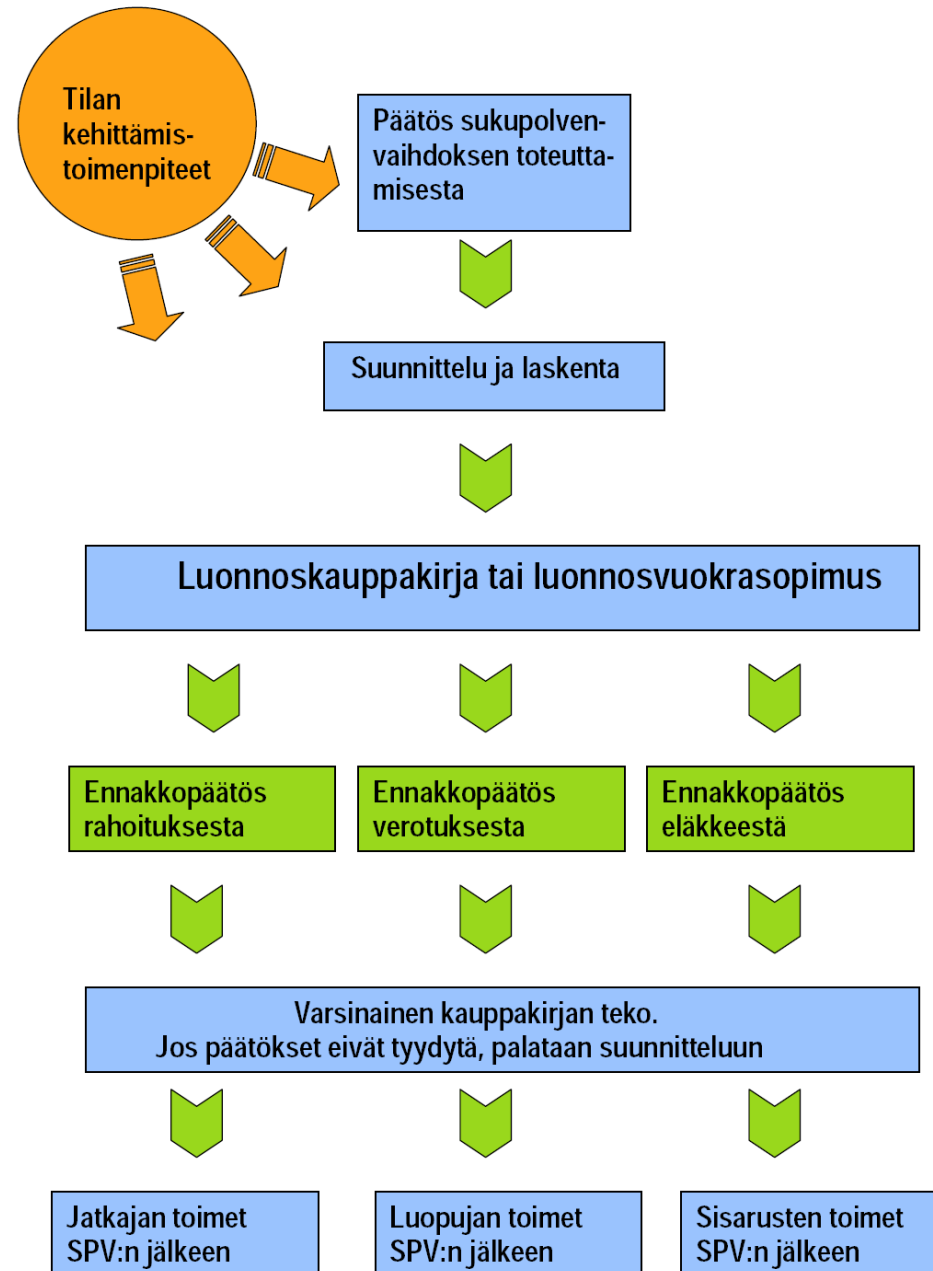 Tilan
kehittämis-
toimenpiteet
Päätös sukupolven-
vaihdoksen toteutta-
misesta
Suunnittelu ja laskenta
Luonnoskauppakirja tai luonnosvuokrasopimus
Ennakkopäätös
rahoituksesta
Ennakkopäätös
verotuksesta
Ennakkopäätös
eläkkeestä
Varsinainen kauppakirjan teko.
Jos päätökset eivät tyydytä, palataan suunnitteluun
Jatkajan toimet
SPV:n jälkeen
Luopujan toimet
SPV:n jälkeen
Sisarusten toimet
SPV:n jälkeen